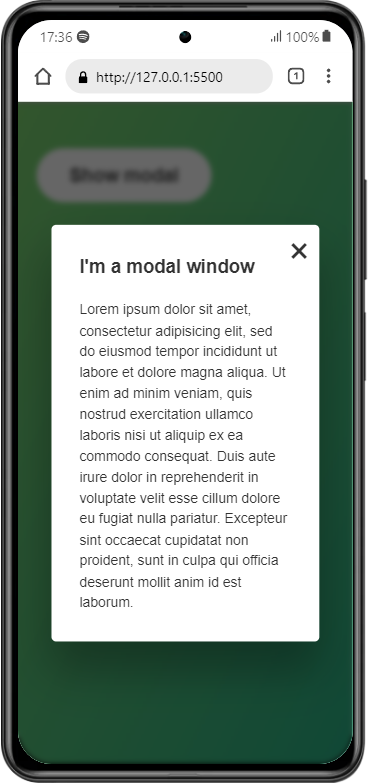 17:36 100%
http://127.0.0.1:5500 1
Show modal
I'm a modal window
Lorem ipsum dolor sit amet,
consectetur adipisicing elit, sed
do eiusmod tempor incididunt ut
labore et dolore magna aliqua. Ut
enim ad minim veniam, quis
nostrud exercitation ullamco
laboris nisi ut aliquip ex ea
commodo consequat. Duis aute
irure dolor in reprehenderit in
voluptate velit esse cillum dolore
eu fugiat nulla pariatur. Excepteur
sint occaecat cupidatat non
proident, sunt in culpa qui officia
deserunt mollit anim id est
laborum.